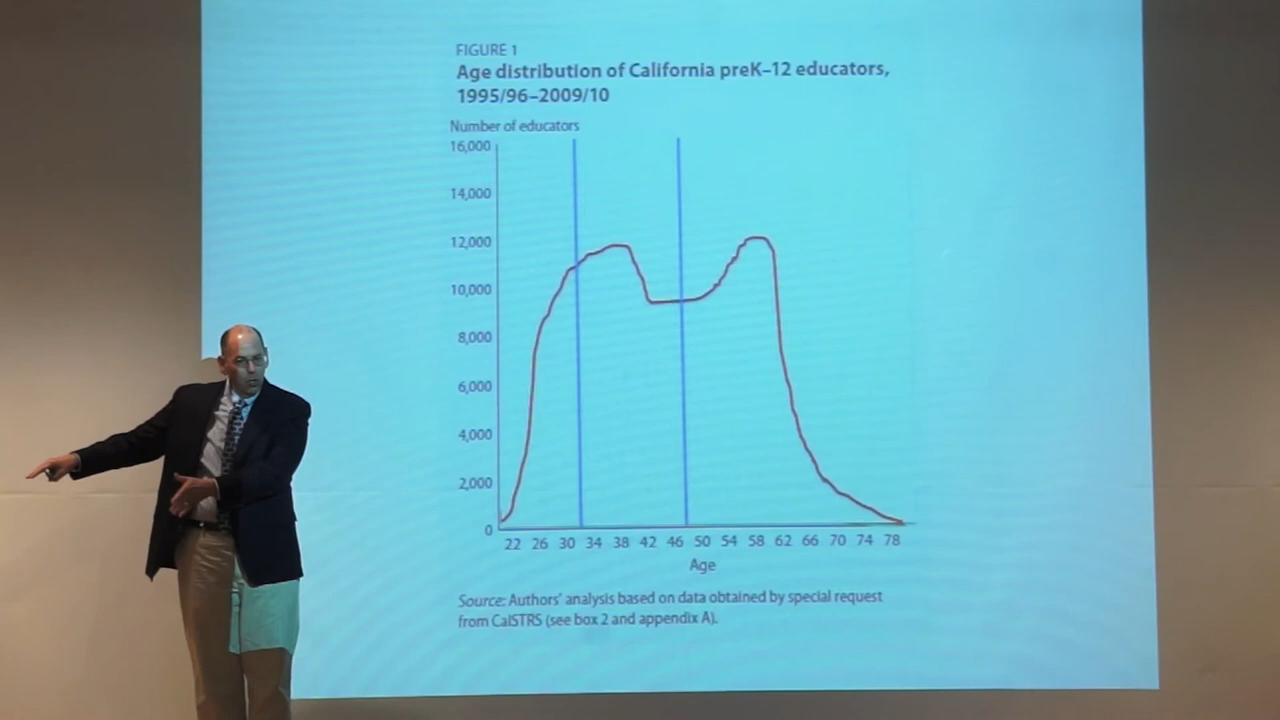 FIGURE 1
Age distribution of California preK–12 educators,
1995/96–2009/10
Number of educators
16,000
14,000
12,000
10,000
8,000
6,000
4,000
2,000
0
22 26 30 34 38 42 46 50 54 58 62 66 70 74 78
Age
Source: Authors' analysis based on data obtained by special request
from CalSTRS (see box 2 and appendix A).